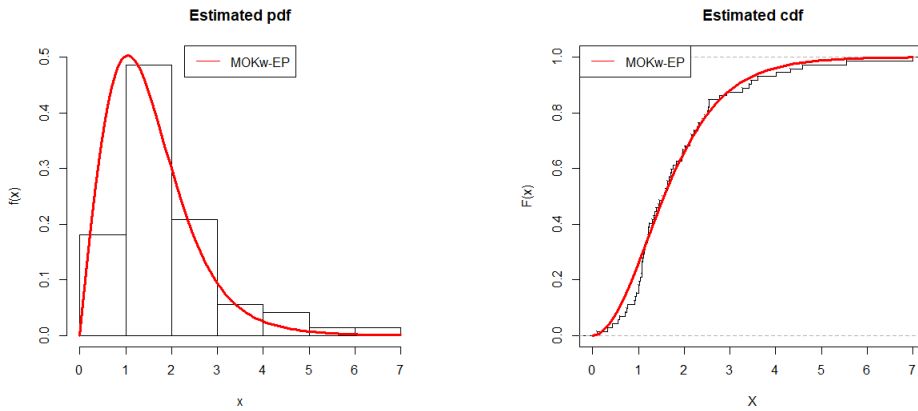 Estimated pdf
MOKw-EP
f(x)
0.0 0.1 0.2 0.3 0.4 0.5
0 1 2 3 4 5 6 7
x
Estimated cdf
MOKw-EP
F(x)
0.0 0.2 0.4 0.6 0.8 1.0
0 1 2 3 4 5 6 7
X